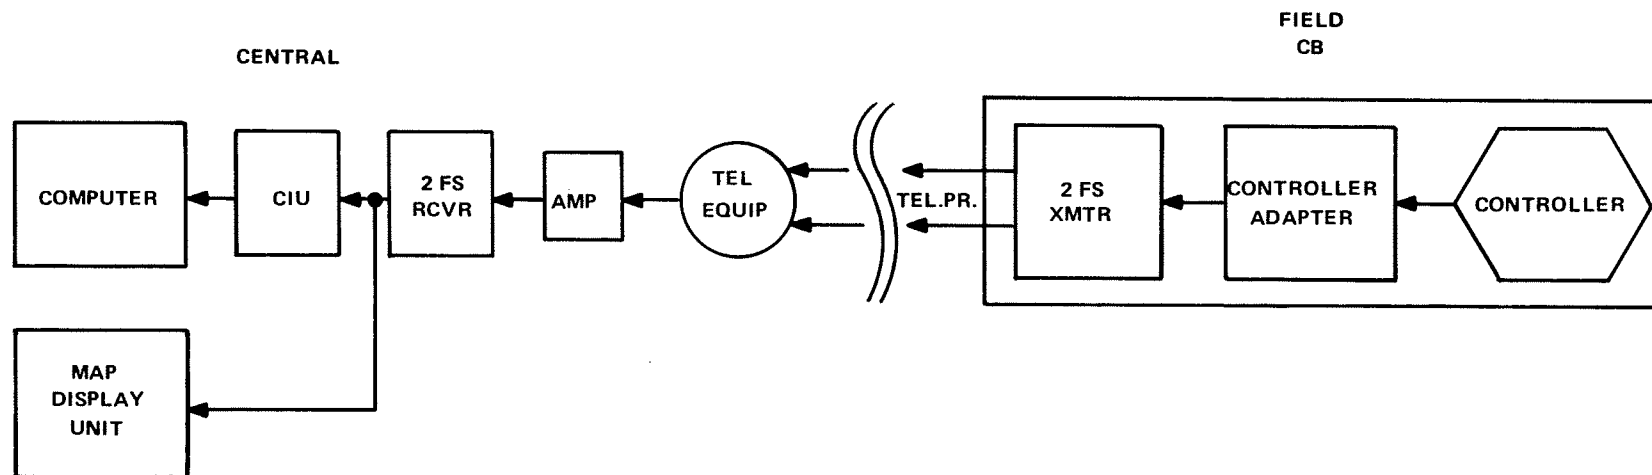 FIELD
CB
CENTRAL
COMPUTER
CIU
2 FS
RCVR
AMP
TEL
EQUIP
TEL.PR.
2 FS
XMTR
CONTROLLER
ADAPTER
CONTROLLER
MAP
DISPLAY
UNIT